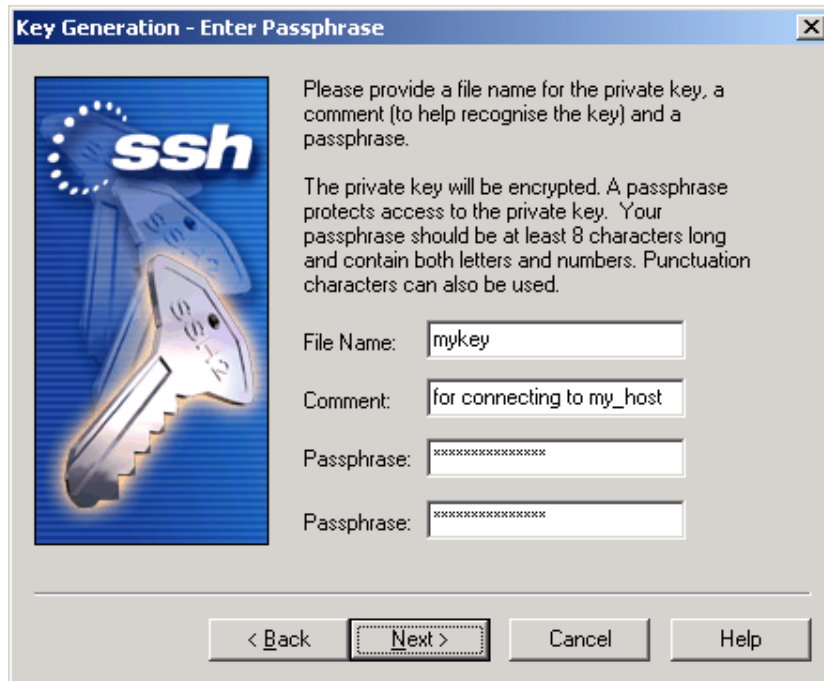 Key Generation - Enter Passphrase
ssh
SSH2
Please provide a file name for the private key, a
comment (to help recognise the key) and a
passphrase.
The private key will be encrypted. A passphrase
protects access to the private key.  Your
passphrase should be at least 8 characters long
and contain both letters and numbers. Punctuation
characters can also be used.
File Name: mykey
Comment: for connecting to my_host
Passphrase: ***************
Passphrase: ***************
< Back Next > Cancel Help